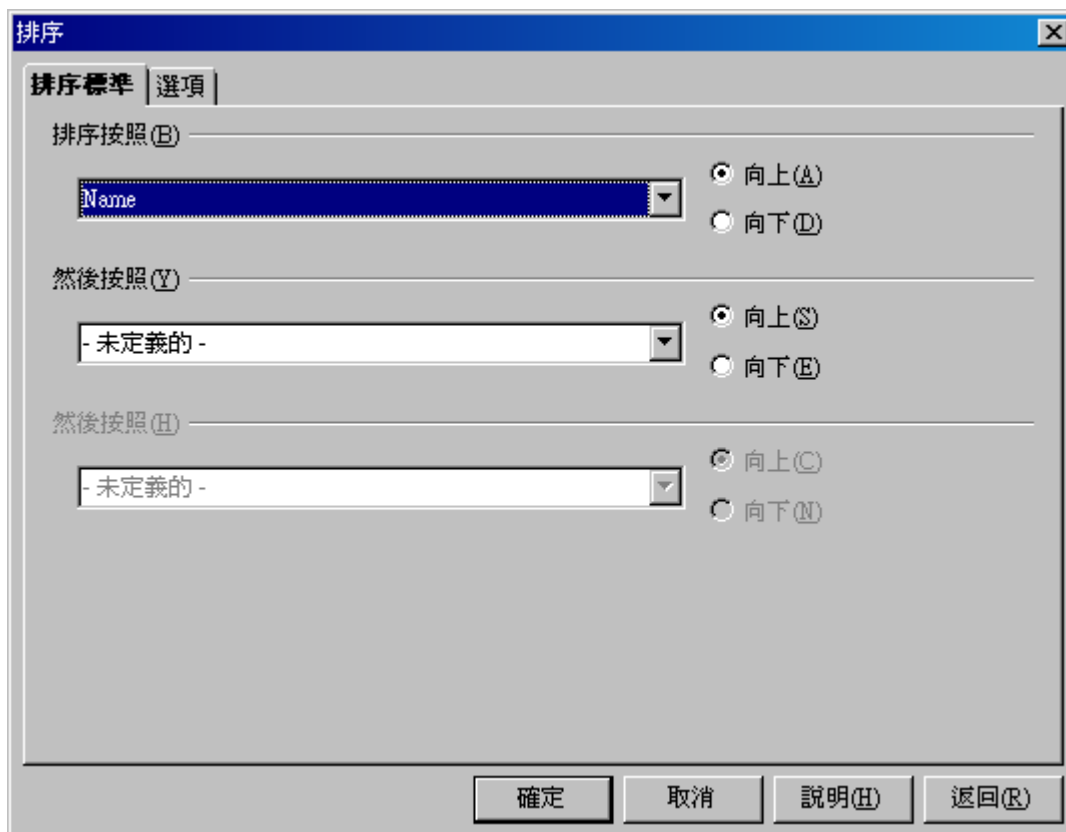 排序
排序標準 選項
排序按照(B)
Name
向上(A)
向下(D)
然後按照(Y)
- 未定義的 -
向上(S)
向下(E)
然後按照(H)
- 未定義的 -
向上(C)
向下(N)
確定 取消 說明(H) 返回(R)